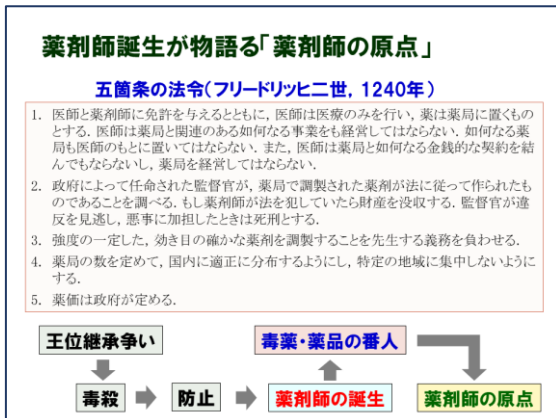 薬剤師誕生が物語る「薬剤師の原点」
五箇条の法令(フリードリッヒ二世, 1240年)
1. 医師と薬剤師に免許を与えるとともに, 医師は医療のみを行い, 薬は薬局に置くもの
とする. 医師は薬局と関連のある如何なる事業をも経営してはならない. 如何なる薬
局も医師のもとに置いてはならない. また, 医師は薬局と如何なる金銭的な契約を結
んでもならないし, 薬局を経営してはならない.
2. 政府によって任命された監督官が, 薬局で調製された薬剤が法に従って作られたも
のであることを調べる. もし薬剤師が法を犯していたら財産を没収する. 監督官が違
反を見逃し, 悪事に加担したときは死刑とする.
3. 強度の一定した, 効き目の確かな薬剤を調製することを先生する義務を負わせる.
4. 薬局の数を定めて, 国内に適正に分布するようにし, 特定の地域に集中しないように
する.
5. 薬価は政府が定める.
王位継承争い
毒薬・薬品の番人
毒殺
防止
薬剤師の誕生
薬剤師の原点